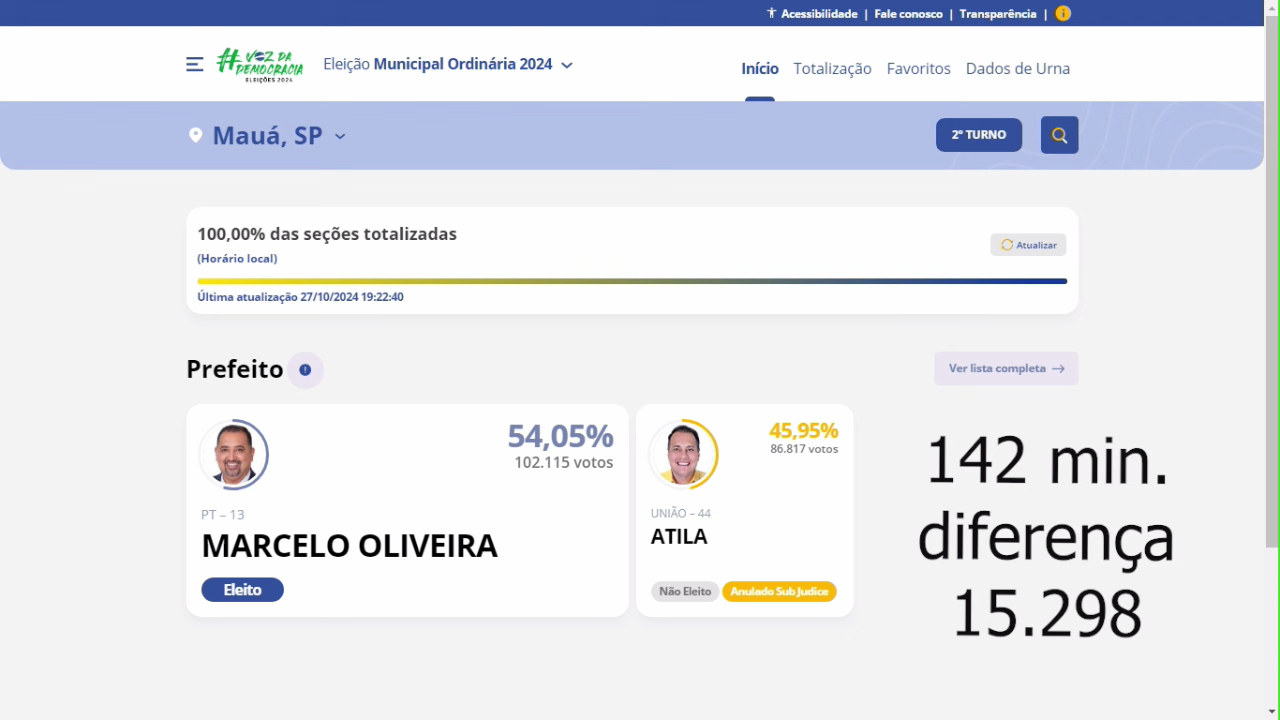 Acessibilidade | Fale conosco | Transparência |
#VOZ DA DEMOCRACIA
ELEIÇÕES 2024
Eleição Municipal Ordinária 2024
Início Totalização Favoritos Dados de Urna
Mauá, SP
2º TURNO
100,00% das seções totalizadas
(Horário local)
Atualizar
Última atualização 27/10/2024 19:22:40
Prefeito
Ver lista completa
54,05%
102.115 votos
PT – 13
MARCELO OLIVEIRA
Eleito
45,95%
86.817 votos
UNIÃO – 44
ATILA
Não Eleito Anulado Sub Judice
142 min.
diferença
15.298